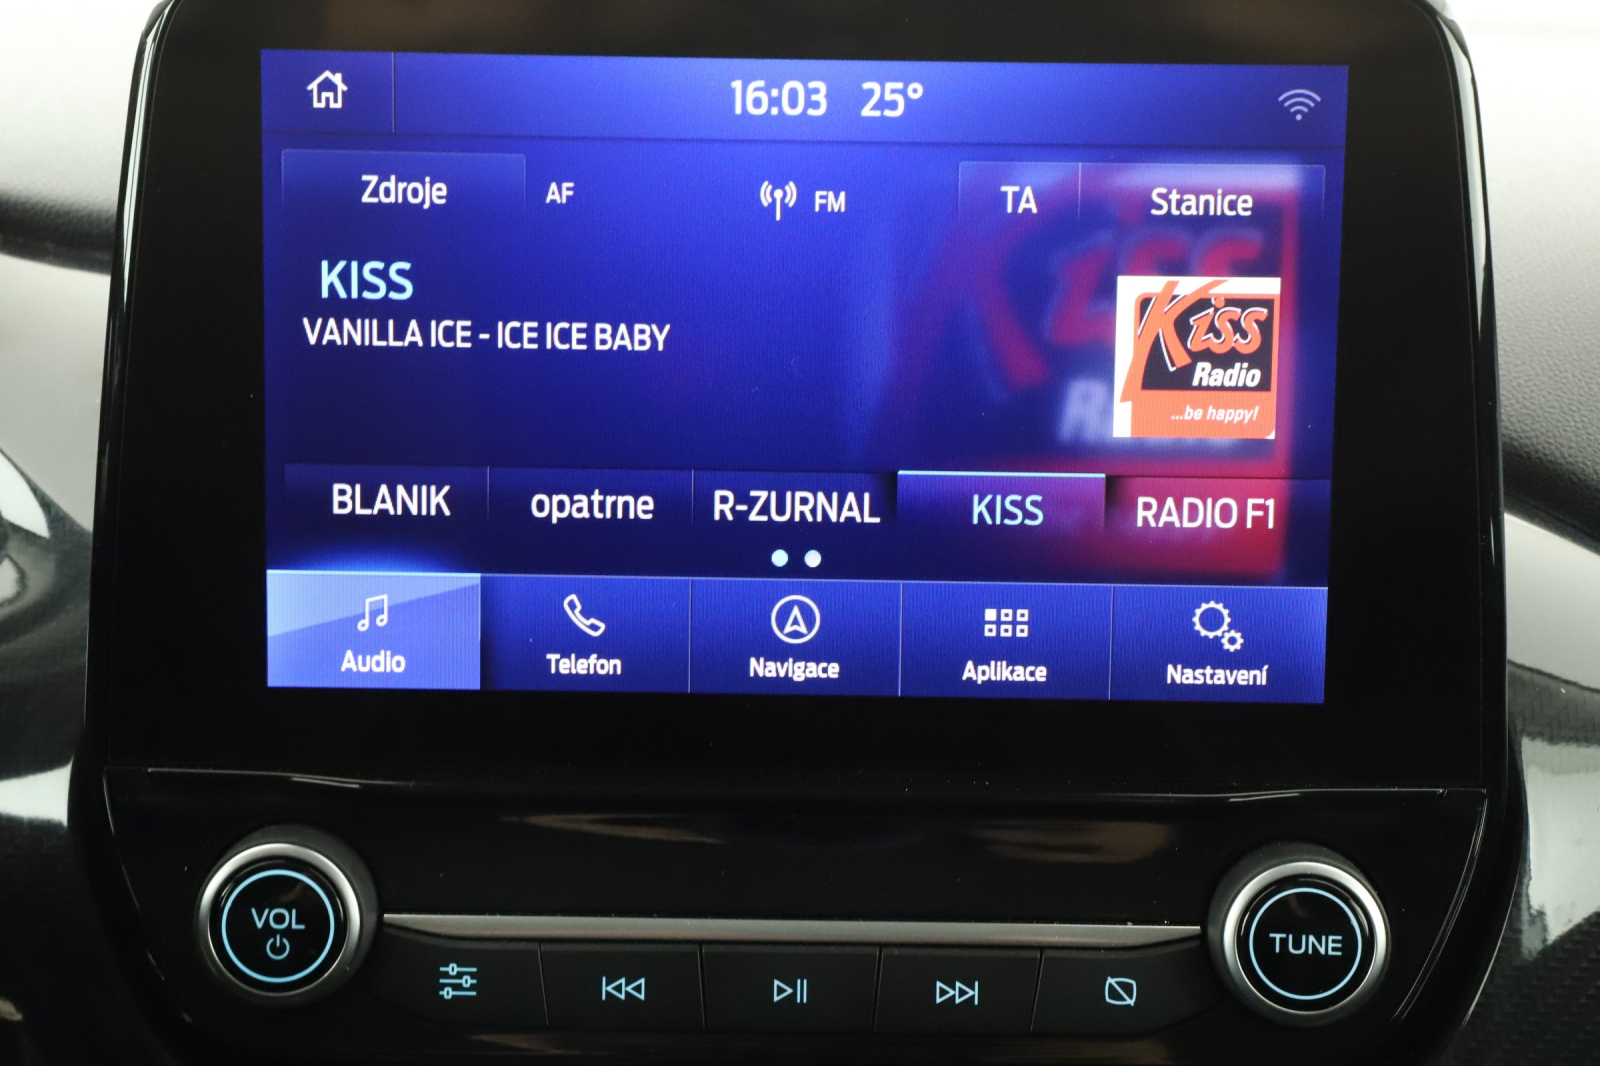 16:03 25°
Zdroje AF FM TA Stanice
KISS
VANILLA ICE - ICE ICE BABY
Kiss
Radio
...be happy!
BLANIK opatrne R-ZURNAL KISS RADIO F1
Audio Telefon Navigace Aplikace Nastavení
VOL TUNE